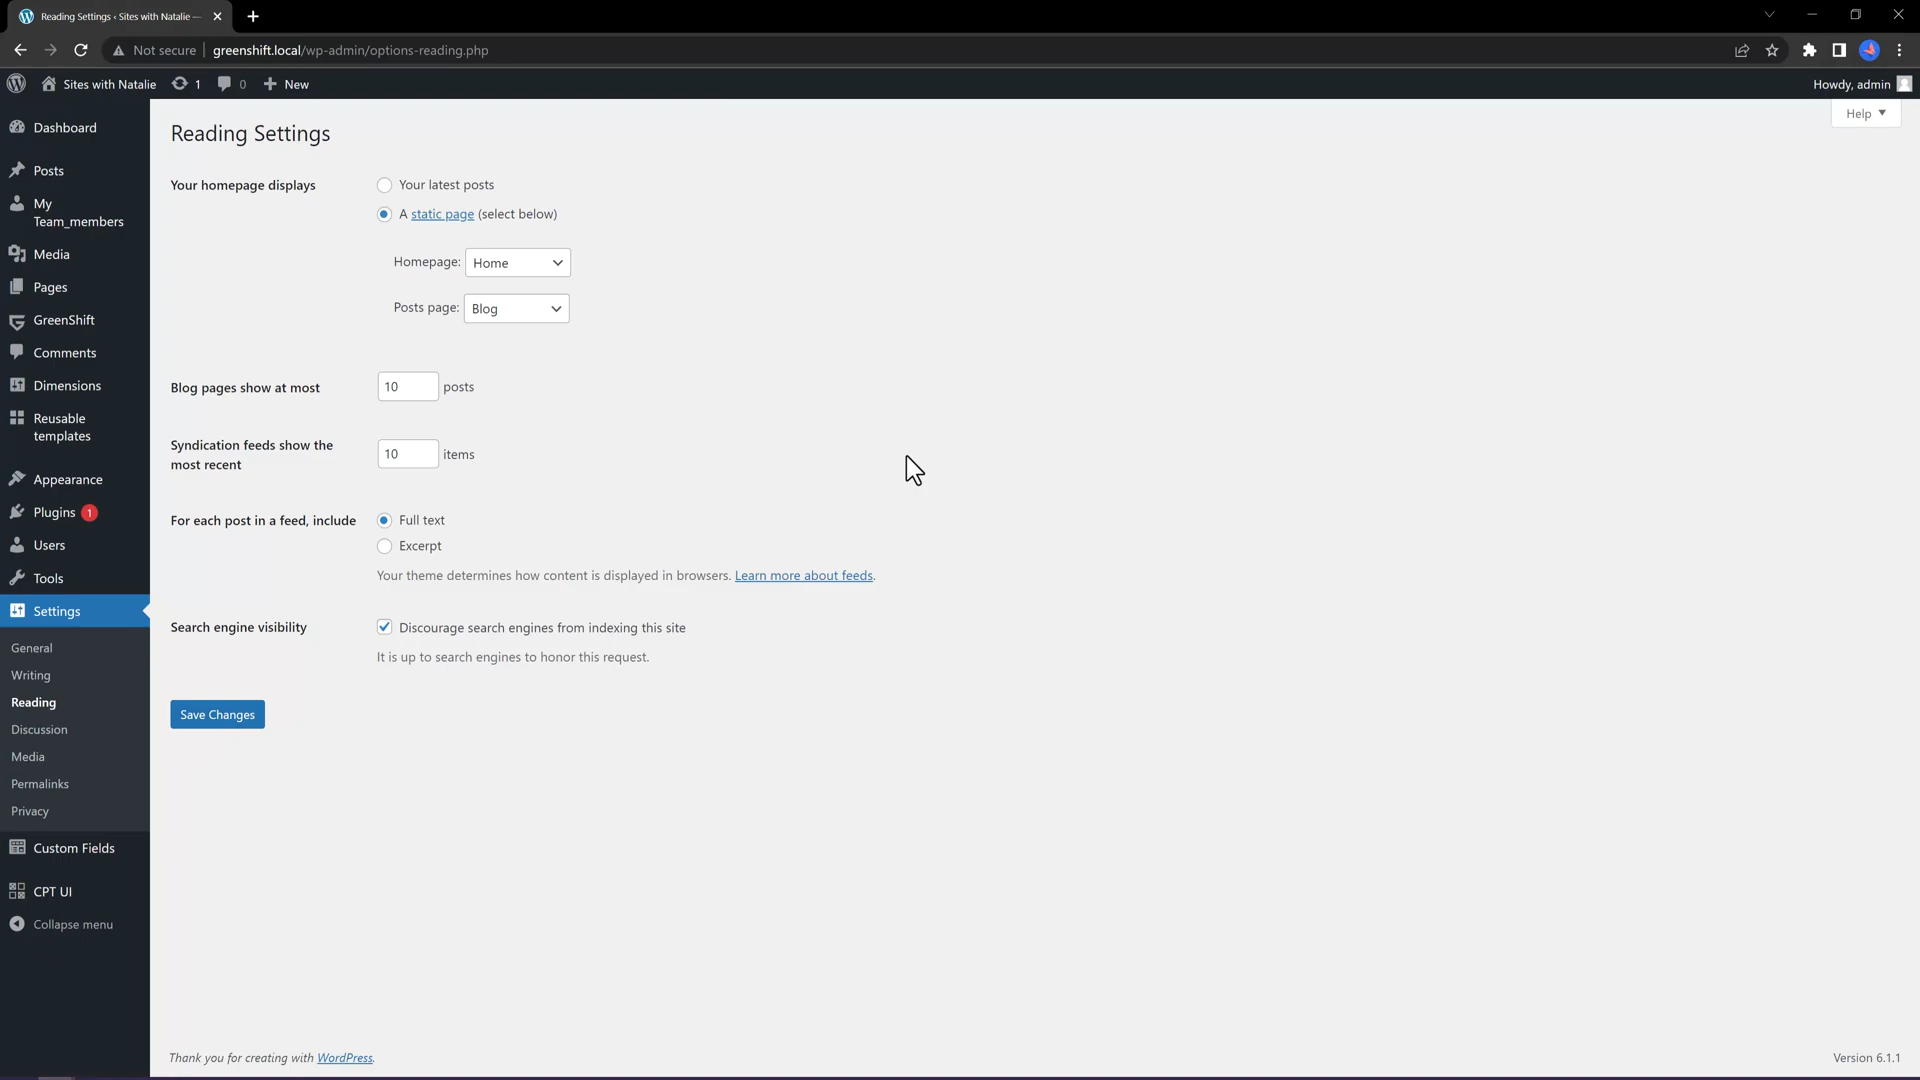 Reading Settings ‹ Sites with Natalie —
Not secure
greenshift.local/wp-admin/options-reading.php
Sites with Natalie
1
0
New
Howdy, admin
Help
Dashboard
Posts
My
Team_members
Media
Pages
GreenShift
Comments
Dimensions
Reusable
templates
Appearance
Plugins 1
Users
Tools
Settings
General
Writing
Reading
Discussion
Media
Permalinks
Privacy
Custom Fields
CPT UI
Collapse menu
Reading Settings
Your homepage displays
Your latest posts
A static page (select below)
Homepage: Home
Posts page: Blog
Blog pages show at most
10 posts
Syndication feeds show the
most recent
10 items
For each post in a feed, include
Full text
Excerpt
Your theme determines how content is displayed in browsers. Learn more about feeds.
Search engine visibility
Discourage search engines from indexing this site
It is up to search engines to honor this request.
Save Changes
Thank you for creating with WordPress.
Version 6.1.1